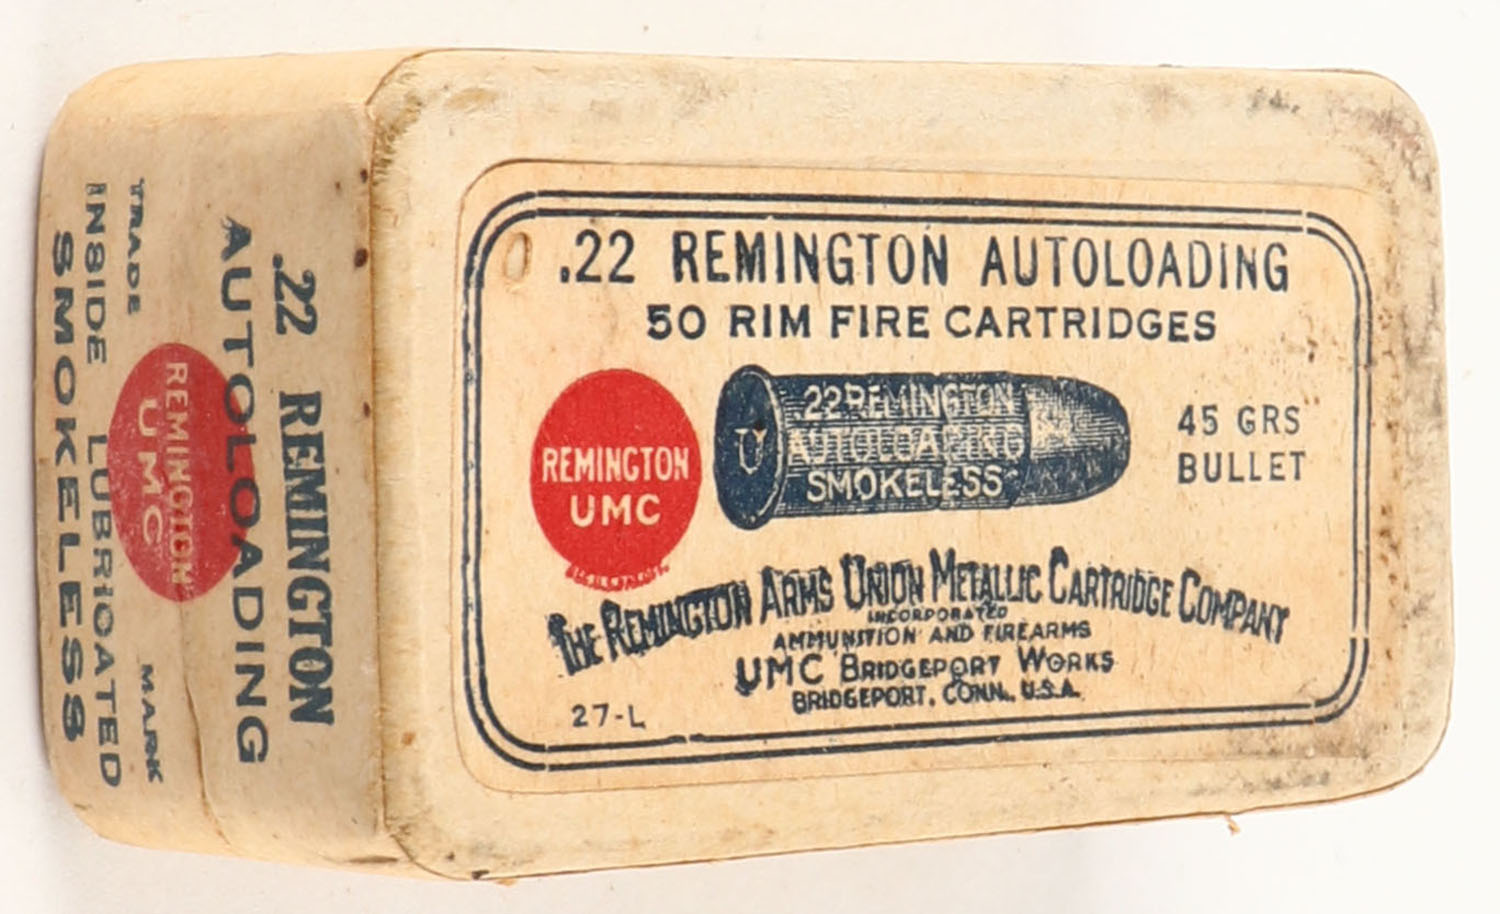 .22 REMINGTON AUTOLOADING
50 RIM FIRE CARTRIDGES
REMINGTON
UMC
22 REMINGTON
AUTOLOADING
SMOKELESS
U
45 GRS
BULLET
THE REMINGTON ARMS UNION METALLIC CARTRIDGE COMPANY
INCORPORATED
AMMUNITION AND FIREARMS
UMC BRIDGEPORT WORKS
BRIDGEPORT, CONN., U.S.A.
27-L
.22 REMINGTON
AUTOLOADING
TRADE MARK
REMINGTON
UMC
INSIDE LUBRICATED
SMOKELESS